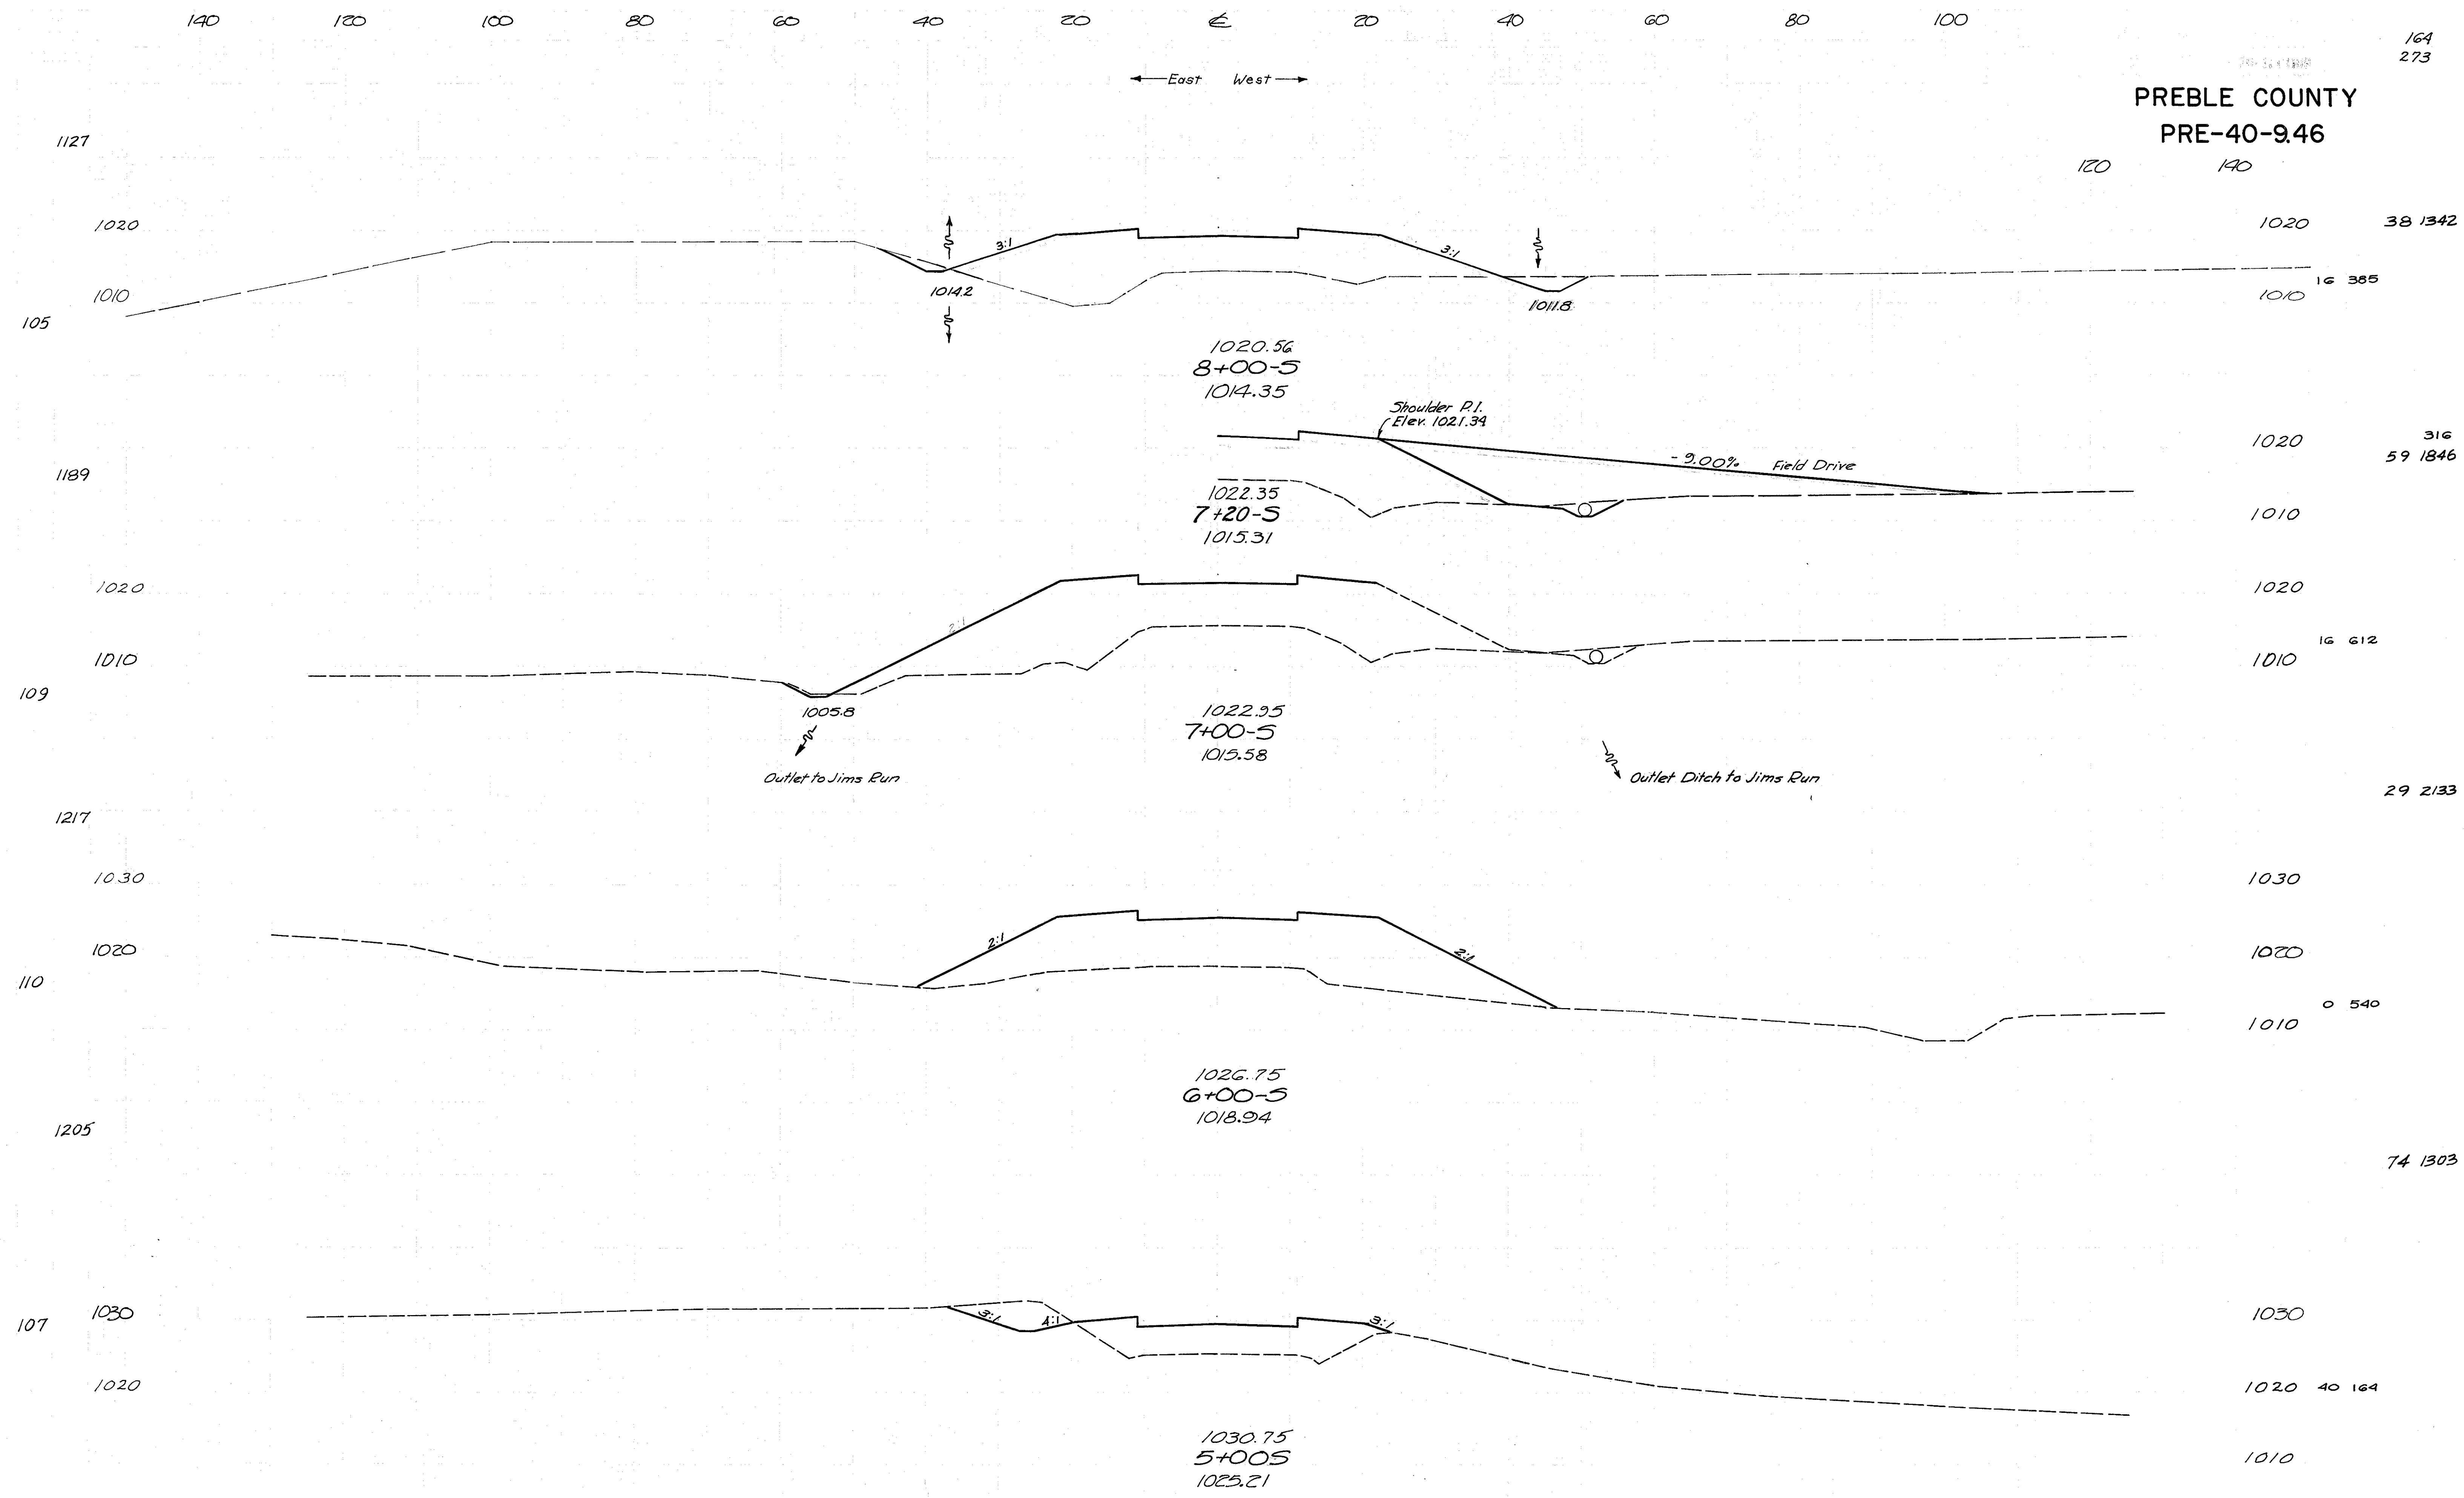 140 120 100 80 60 40 20 ℄ 20 40 60 80 100
164
273
East West
PREBLE COUNTY
PRE-40-9.46
120 140
1127
1020 1020 38 1342
3:1 3:1
1010 1014.2 1011.8 1010 16 385
105
1020.56
8+00-S
1014.35
Shoulder P.I.
Elev. 1021.34
1020 316
59 1846
-9.00% Field Drive
1189
1022.35
7+20-S
1015.31
1010
1020 1020
2:1
1010 1010 16 612
109
1005.8
1022.95
7+00-S
1015.58
Outlet to Jims Run Outlet Ditch to Jims Run
29 2133
1217
1030 1030
1020 2:1 2:1 1020
110
1010 0 540
1026.75
6+00-S
1018.94
1205
74 1303
107 1030 3:1 4:1 3:1 1030
1020 1020 40 164
1030.75
5+00S
1025.21
1010